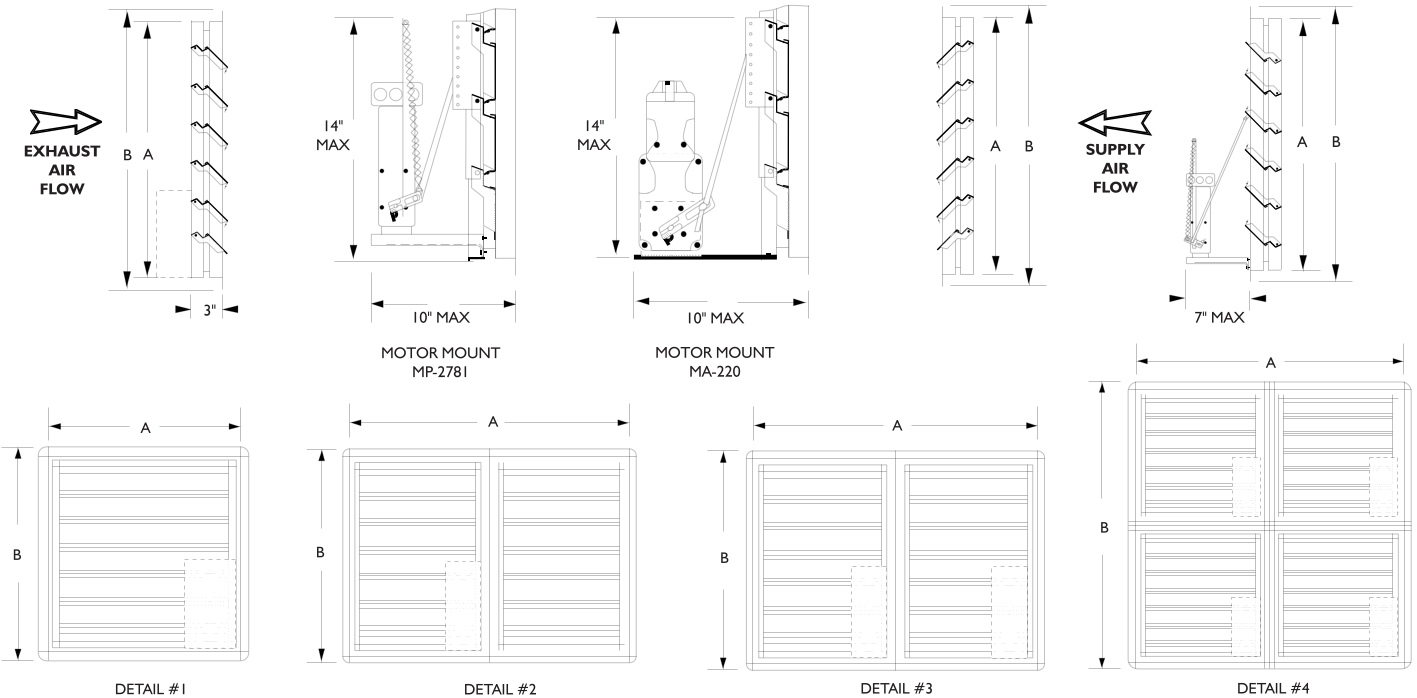 EXHAUST
AIR
FLOW
B
A
3"
14"
MAX
10" MAX
MOTOR MOUNT
MP-2781
14"
MAX
10" MAX
MOTOR MOUNT
MA-220
A
B
SUPPLY
AIR
FLOW
A
B
7" MAX
A
B
DETAIL #1
A
B
DETAIL #2
A
B
DETAIL #3
A
B
DETAIL #4